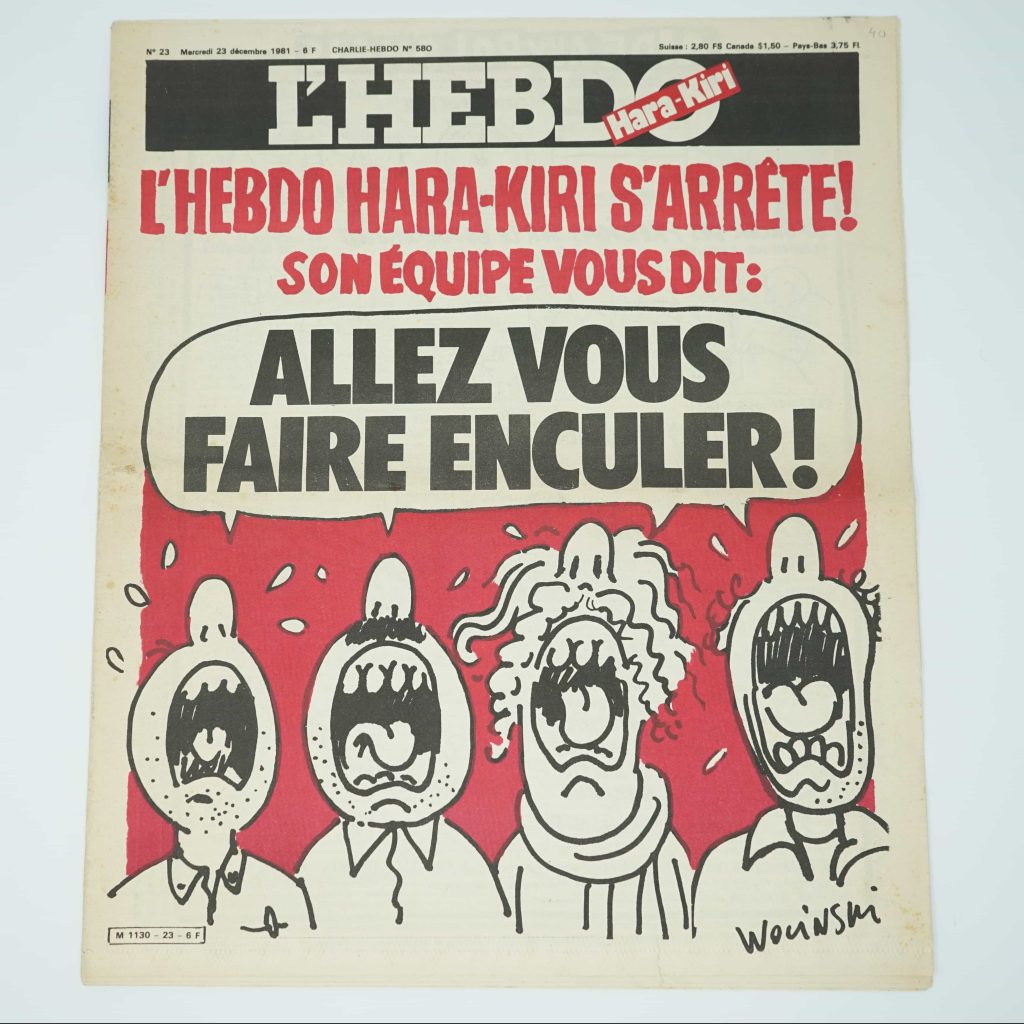 40
N° 23 Mercredi 23 décembre 1981 - 6 F CHARLIE-HEBDO N° 580
Suisse : 2,80 FS Canada $1,50 - Pays-Bas 3,75 Fl.
L'HEBDO
Hara-Kiri
L'HEBDO HARA-KIRI S'ARRÊTE!
SON ÉQUIPE VOUS DIT:
ALLEZ VOUS
FAIRE ENCULER!
M 1130 - 23 - 6 F
WOLINSKI